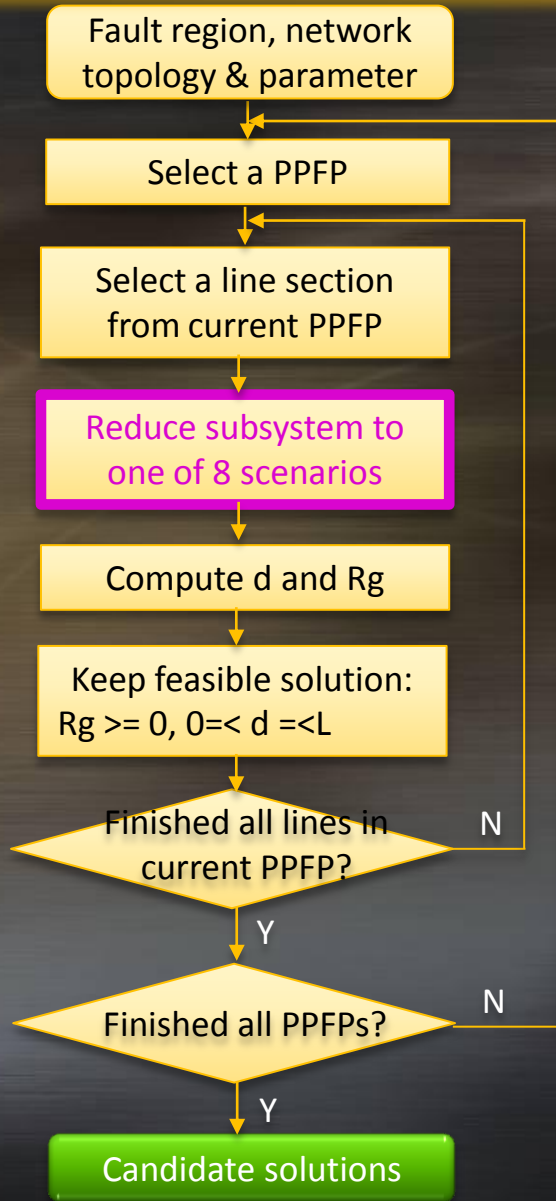 Fault region, network
topology & parameter
Select a PPFP
Select a line section
from current PPFP
Reduce subsystem to
one of 8 scenarios
Compute d and Rg
Keep feasible solution:
Rg >= 0, 0=< d =<L
Finished all lines in
current PPFP?
N
Y
Finished all PPFPs?
N
Y
Candidate solutions